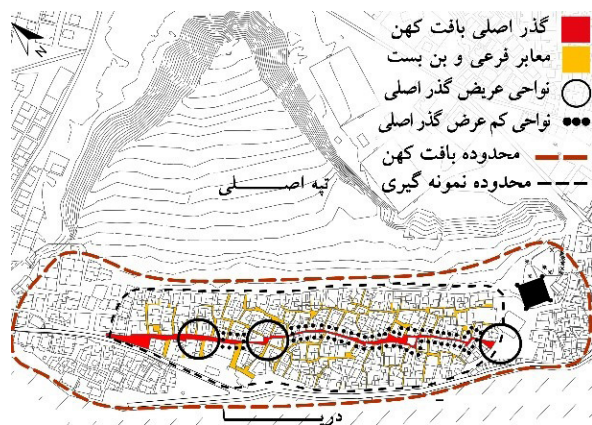 گذر اصلی بافت کهن
معابر فرعی و بن بست
نواحی عریض گذر اصلی
نواحی کم عرض گذر اصلی
محدوده بافت کهن
محدوده نمونه گیری
تپه اصلی
دریا
N